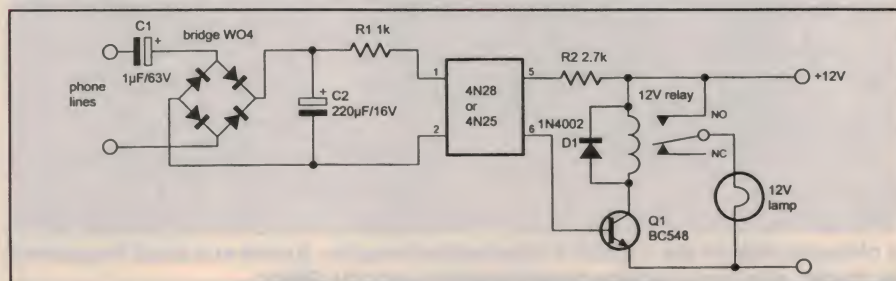 C1
bridge WO4
1µF/63V
phone
lines
+
R1 1k
+
C2
220µF/16V
1
2
4N28
or
4N25
5
6
R2 2.7k
12V relay
1N4002
D1
NO
NC
+12V
12V
lamp
Q1
BC548